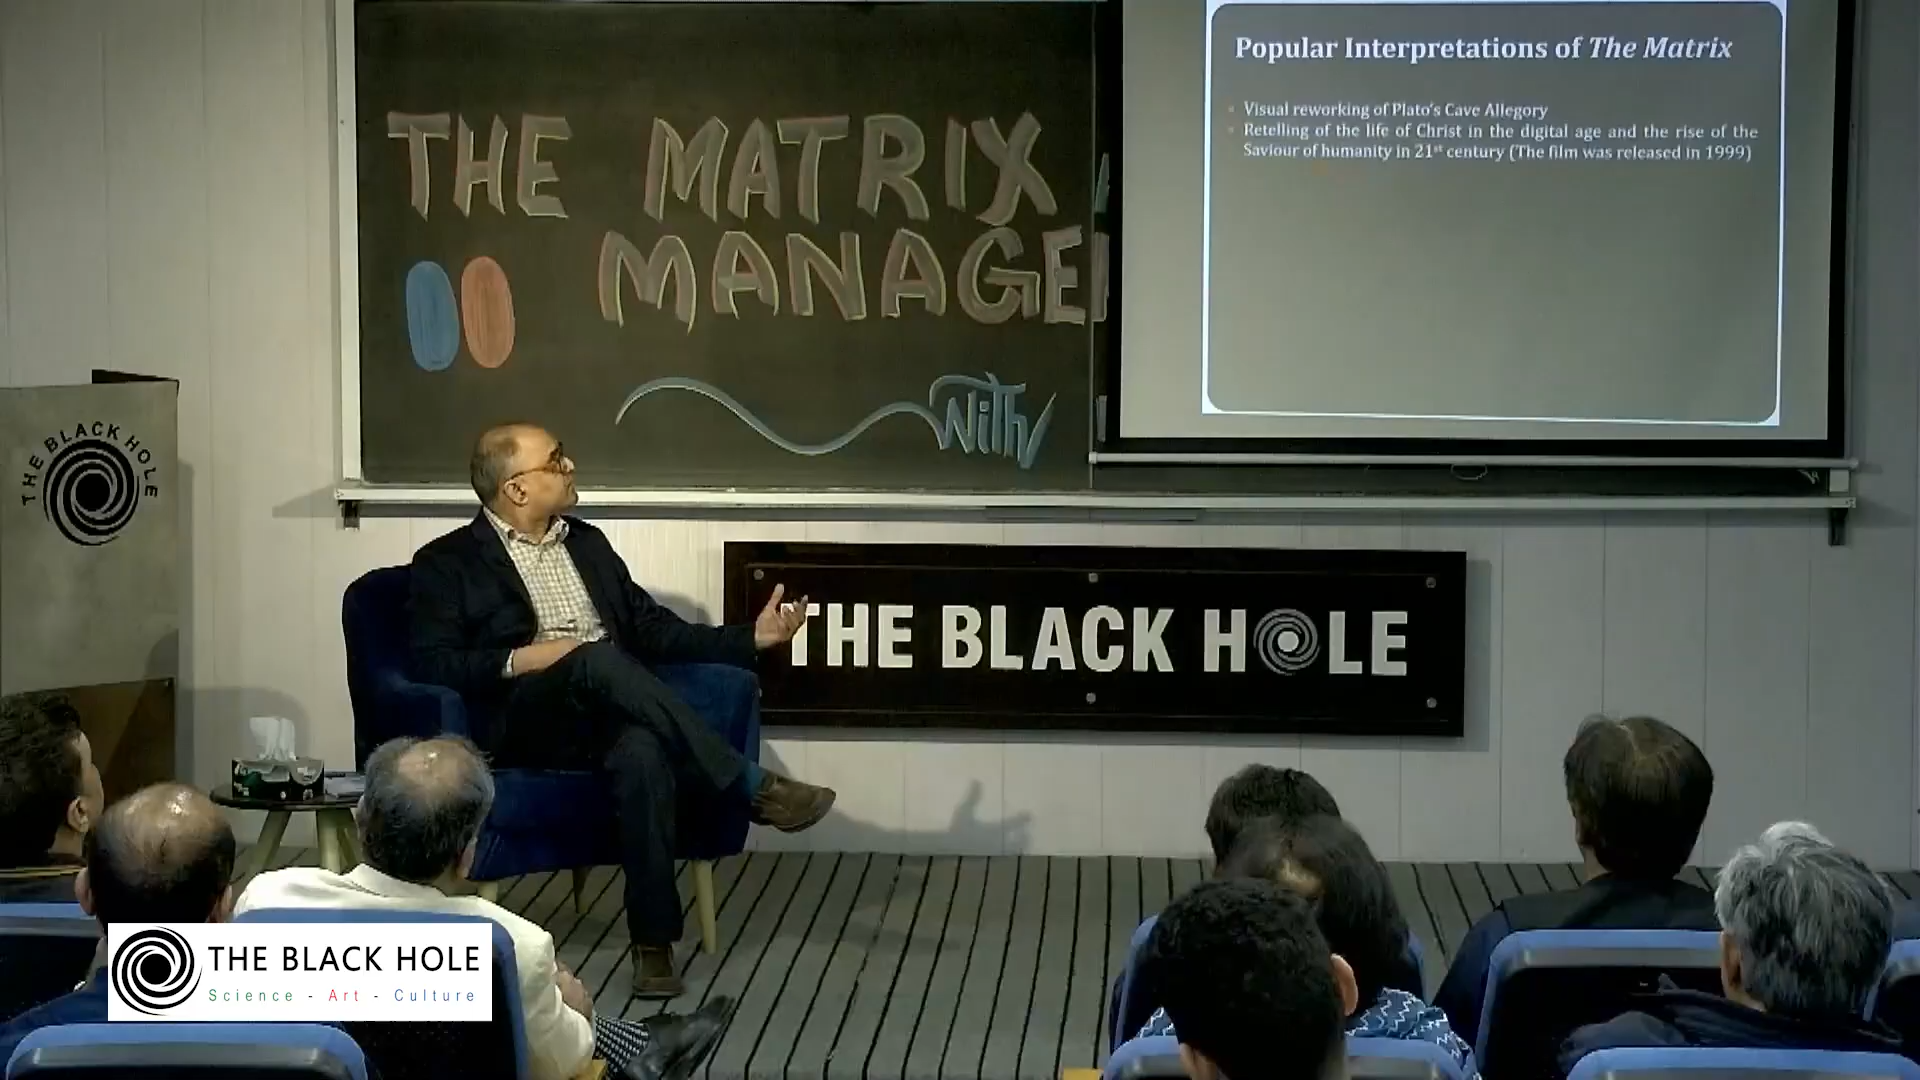 Popular Interpretations of The Matrix
Visual reworking of Plato's Cave Allegory
Retelling of the life of Christ in the digital age and the rise of the
Saviour of humanity in 21st century (The film was released in 1999)
THE MATRIX
MANAGE
With
THE BLACK HOLE
THE BLACK HOLE
THE BLACK HOLE
Science - Art - Culture